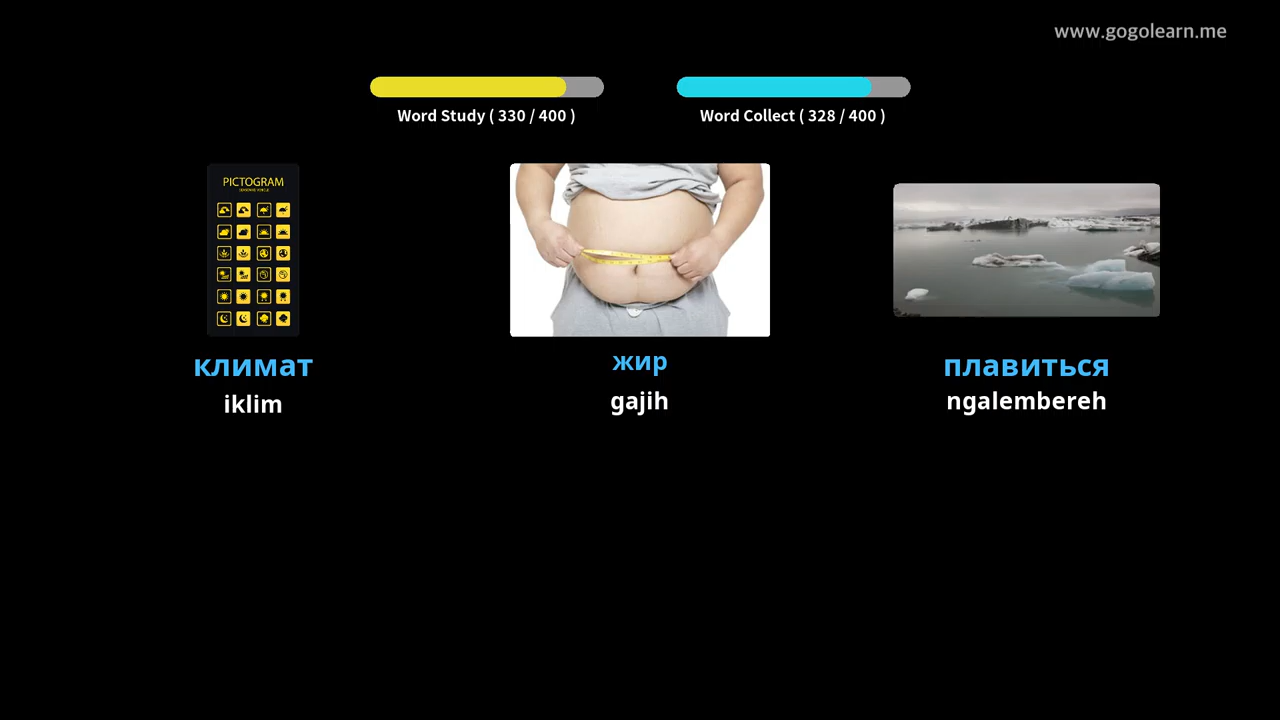 www.gogolearn.me
Word Study ( 330 / 400 )
Word Collect ( 328 / 400 )
PICTOGRAM
климат
жир
плавиться
iklim
gajih
ngalembereh